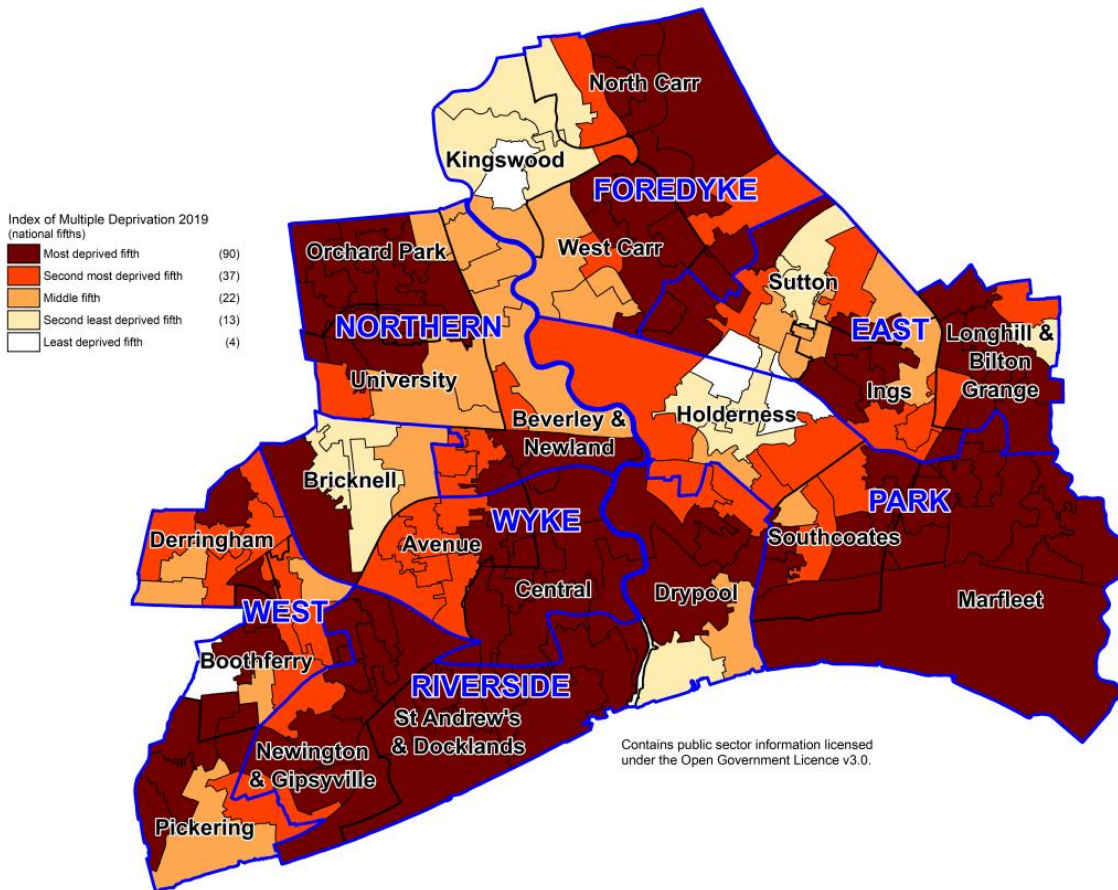 North Carr
Kingswood
FOREDYKE
Index of Multiple Deprivation 2019
(national fifths)
Most deprived fifth (90)
Second most deprived fifth (37)
Middle fifth (22)
Second least deprived fifth (13)
Least deprived fifth (4)
Orchard Park
West Carr
Sutton
NORTHERN
EAST
Longhill &
Bilton
Grange
University
Ings
Beverley &
Newland
Holderness
Bricknell
PARK
WYKE
Derringham
Avenue
Southcoates
Central
Drypool
Marfleet
WEST
Boothferry
RIVERSIDE
St Andrew's
& Docklands
Newington
& Gipsyville
Contains public sector information licensed
under the Open Government Licence v3.0.
Pickering